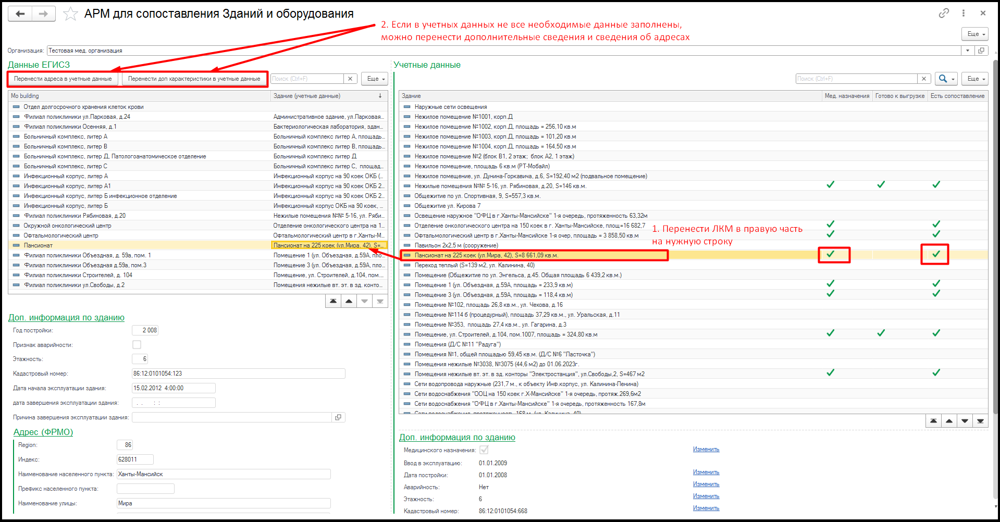 АРМ для сопоставления Зданий и оборудования
2. Если в учетных данных не все необходимые данные заполнены,
можно перенести дополнительные сведения и сведения об адресах
Еще
Организация: Тестовая мед. организация
Данные ЕГИСЗ
Перенести адреса в учетные данные
Перенести доп характеристики в учетные данные
Поиск (Ctrl+F)
Еще
Mo building
Здание (учетные данные)
Отдел долгосрочного хранения клеток крови
Филиал поликлиники ул.Парковая, д.24 Административное здание, ул.Парковая...
Филиал поликлиники Осенняя, д.1 Бактериологическая лаборатория, здан...
Больничный комплекс, литер А Больничный комплекс литер А, площадь...
Больничный комплекс, литер В Больничный комплекс литер В, площадь...
Больничный комплекс, литер Д, Патологоанатомическое отделение Больничный комплекс литер Д
Больничный комплекс, литер С Больничный комплекс литер С,  площад...
Инфекционный корпус, литер А Инфекционный корпус на 90 коек ОКБ (...
Инфекционный корпус, литер А1 Инфекционный корпус на 90 коек ОКБ 2...
Инфекционный корпус, литер Б инфекционное отделение Инфекционный корпус на 90 коек ОКБ 2...
Инфекционный корпус, литер Б Инфекционный корпус ОКБ на 90 коек, ...
Филиал поликлиники Рябиновая, д.20 Нежилые помещения №№ 5-16, ул. Ряби...
Окружной онкологический центр Отделение онкологического центра на 1...
Офтальмологический центр Офтальмологический центр в г.Ханты-М...
Пансионат Пансионат на 225 коек (ул.Мира, 42), S=...
Филиал поликлиники Объездная, д. 59а, пом. 1 Помещение 1 (ул. Объездная, д.59А, пло...
Филиал поликлиники Объездная д.59а, пом.3 Помещение 3 (ул. Объездная, д.59А, пло...
Филиал поликлиники Строителей, д. 104 Помещение, ул. Строителей, д.104, пом....
Филиал поликлиники ул.Свободы, д.2 Помещения нежилые вт. эт. в зд. конто...
Доп. информация по зданию
Год постройки: 2 008
Признак аварийности:
Этажность: 6
Кадастровый номер: 86:12:0101054:123
Дата начала эксплуатации здания: 15.02.2012  4:00:00
дата завершения эксплуатации здания: . . : :
Причина завершения эксплуатации здания:
Адрес (ФРМО)
Region: 86
Индекс: 628011
Наименование населенного пункта: Ханты-Мансийск
Префикс населенного пункта:
Наименование улицы: Мира
Учетные данные
Поиск (Ctrl+F)
Еще
Здание
Мед. назначения
Готово к выгрузке
Есть сопоставление
Наружные сети освещения
Нежилое помещение №1001, корп.Д
Нежилое помещение №1002, корп.Д, площадь = 256,10 кв.м
Нежилое помещение №1003, корп.Д, площадь = 101,20 кв.м
Нежилое помещение №1004, корп.Д, площадь = 164,50 кв.м
Нежилое помещение №2 (блок В1, 2 этаж;  блок А2, 1 этаж)
Нежилое помещение, площадь 6 кв.м (РТ-Мобайл)
Нежилое помещение, ул. Дунина-Горкавича, д.6, S=192,40 м2 (подвальное помещение)
Нежилые помещения №№ 5-16, ул. Рябиновая, д.20, S=146 кв.м.
Общежитие по ул. Спортивная, 9, S=557,3 кв.м.
Общежитие ул. Кирова 7
Освещение наружное "ОФЦ в г.Ханты-Мансийске" 1-я очередь, протяженность 63,32м
Отделение онкологического центра на 150 коек в г. Ханты-Мансийске, площ=16 682,7
Офтальмологический центр в г.Ханты-Мансийске 1-я очер, площадь = 3 858,50 кв.м
1. Перенести ЛКМ в правую часть
на нужную строку
Павильон 2х2,5 м (сооружение)
Пансионат на 225 коек (ул.Мира, 42), S=8 661,09 кв.м.
Переход теплый (S=139 м2, ул. Калинина, 40)
Помещение (Общежитие по ул. Энгельса, д.45. Общая площадь 6 439,2 кв.м.)
Помещение 1 (ул. Объездная, д.59А, площадь = 233,9 кв.м)
Помещение 3 (ул. Объездная, д.59А, площадь = 118,4 кв.м)
Помещение №102, площадь 26,8 кв.м., ул. Чехова, д.16
Помещение №114 б (процедурный), площадь 37,29 кв.м., ул. Уральская, д.11
Помещение №353,  площадь 27,4 кв.м., ул. Гагарина, д.3
Помещение, ул. Строителей, д.104, пом.1007, площадь = 324,80 кв.м
Помещения (Д/С №11 "Радуга")
Помещения №1, общей площадью 59,45 кв.м. (Д/С №6 "Ласточка")
Помещения нежилые №3038, №3075 (44,6 м2) до 01.06.2023г.
Помещения нежилые вт. эт. в зд. конторы "Электростанция", ул.Свободы,2, S=467 м2
Сети водопровода наружные (231,7 м., к объекту Инф.корпус, ул. Калинина-Ленина)
Сети водоснабжения "ООЦ на 150 коек г.Х-Мансийске" 1-я очередь, протяж.269,6м2
Сети водоснабжения "ОФЦ в г.Ханты-Мансийске" 1-я очередь, протяженность 167,8м
Сети водоснабжения, протяженность 168 м. (ул. Калинина, 40)
Доп. информация по зданию
Медицинского назначения: Изменить
Ввод в эксплуатацию: 01.01.2009
Дата постройки: 01.01.2008 Изменить
Аварийность: Нет Изменить
Этажность: 6 Изменить
Кадастровый номер: 86:12:0101054:668 Изменить